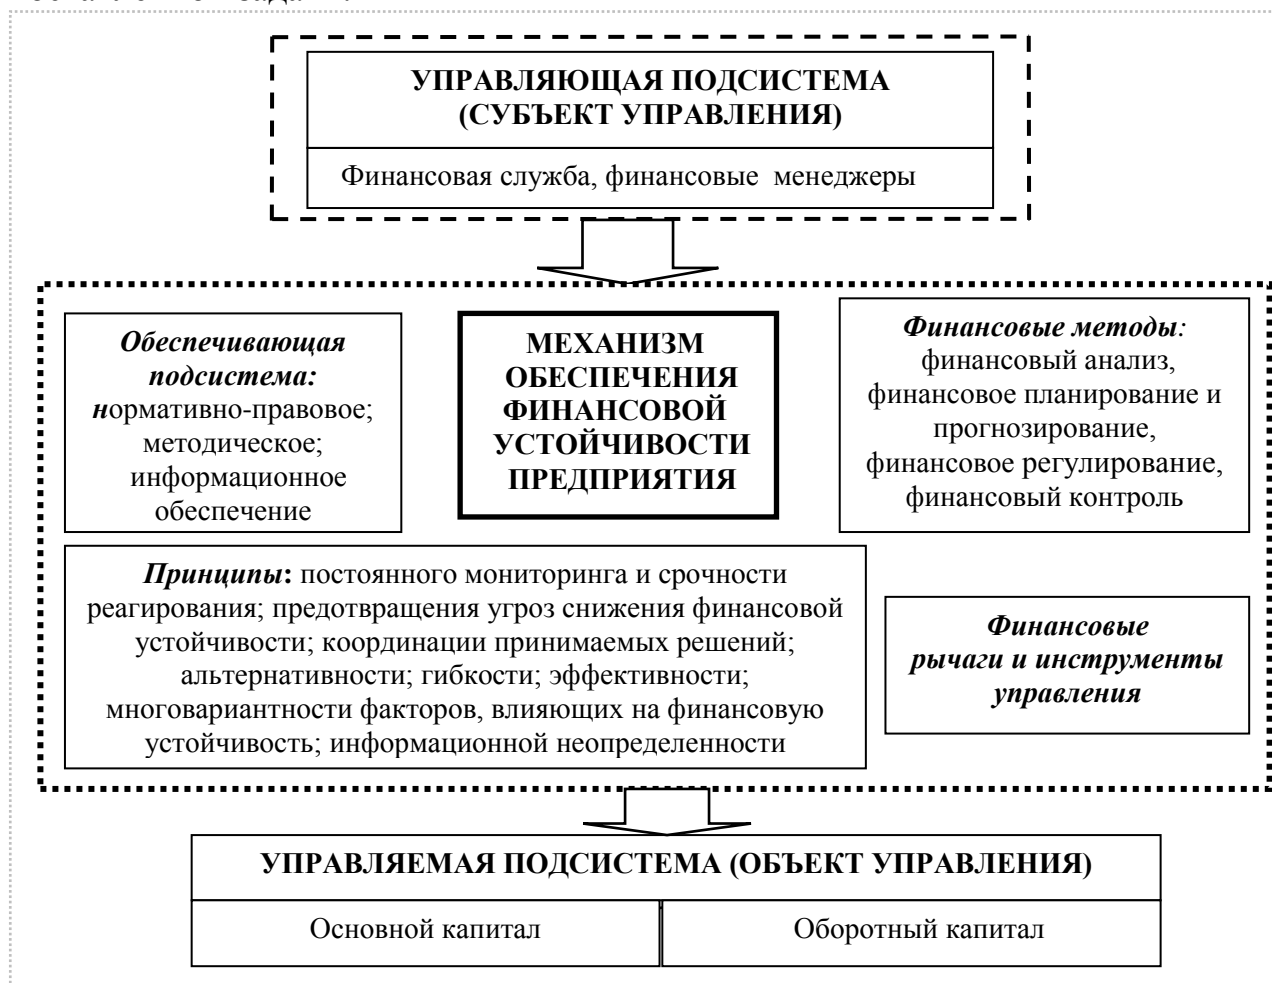 УПРАВЛЯЮЩАЯ ПОДСИСТЕМА
(СУБЪЕКТ УПРАВЛЕНИЯ)
Финансовая служба, финансовые менеджеры
Обеспечивающая
подсистема:
нормативно-правовое;
методическое;
информационное
обеспечение
МЕХАНИЗМ
ОБЕСПЕЧЕНИЯ
ФИНАНСОВОЙ
УСТОЙЧИВОСТИ
ПРЕДПРИЯТИЯ
Финансовые методы:
финансовый анализ,
финансовое планирование и
прогнозирование,
финансовое регулирование,
финансовый контроль
Принципы: постоянного мониторинга и срочности
реагирования; предотвращения угроз снижения финансовой
устойчивости; координации принимаемых решений;
альтернативности; гибкости; эффективности;
многовариантности факторов, влияющих на финансовую
устойчивость; информационной неопределенности
Финансовые
рычаги и инструменты
управления
УПРАВЛЯЕМАЯ ПОДСИСТЕМА (ОБЪЕКТ УПРАВЛЕНИЯ)
Основной капитал
Оборотный капитал